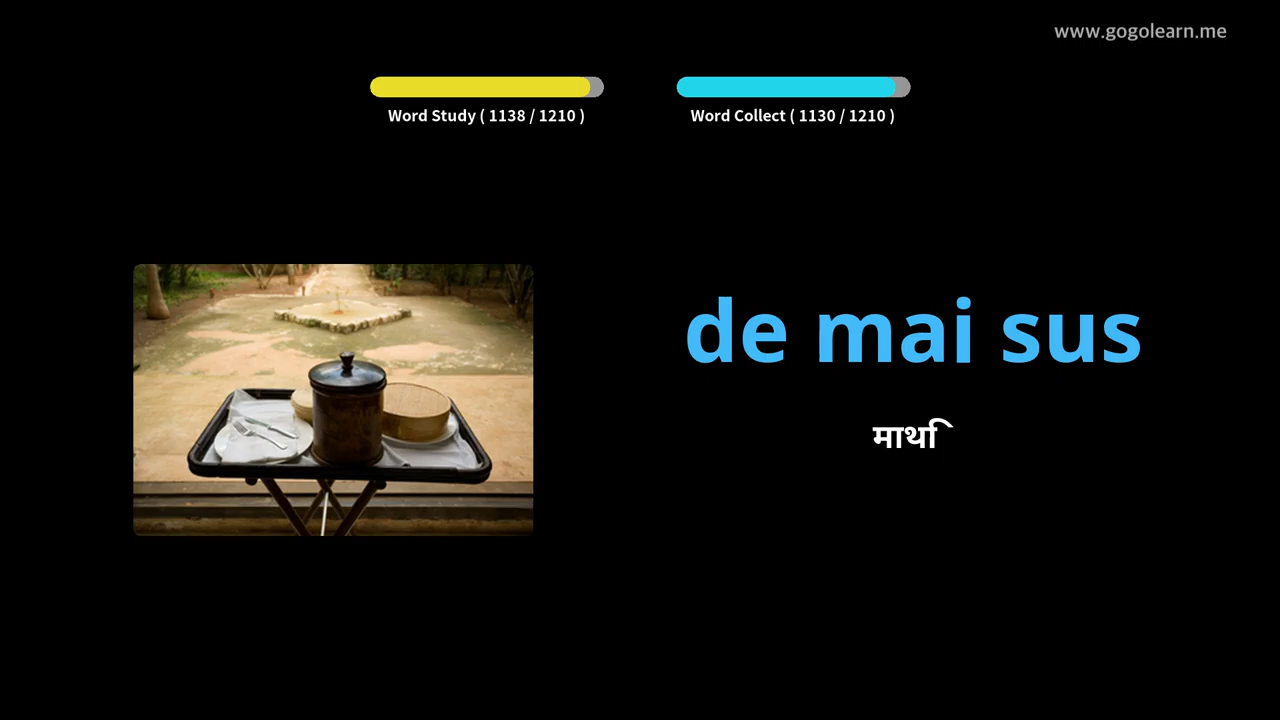 www.gogolearn.me
Word Study ( 1138 / 1210 )
Word Collect ( 1130 / 1210 )
de mai sus
माथि